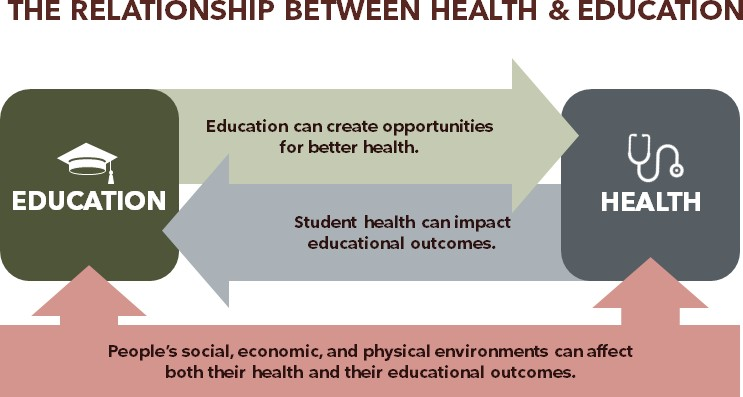 THE RELATIONSHIP BETWEEN HEALTH & EDUCATION
Education can create opportunities
for better health.
EDUCATION
HEALTH
Student health can impact
educational outcomes.
People’s social, economic, and physical environments can affect
both their health and their educational outcomes.